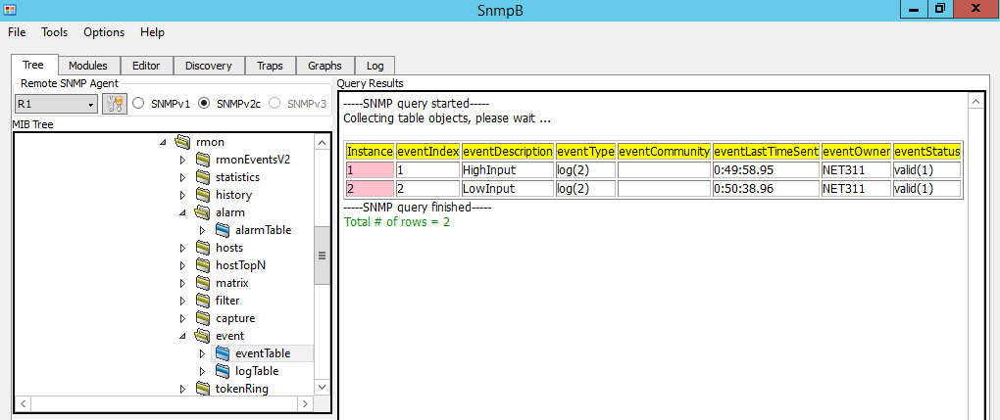 SnmpB
File Tools Options Help
Tree Modules Editor Discovery Traps Graphs Log
Remote SNMP Agent
R1 SNMPv1 SNMPv2c SNMPv3
MIB Tree
rmon
rmonEventsV2
statistics
history
alarm
alarmTable
hosts
hostTopN
matrix
filter
capture
event
eventTable
logTable
tokenRing
Query Results
-----SNMP query started-----
Collecting table objects, please wait ...
Instance eventIndex eventDescription eventType eventCommunity eventLastTimeSent eventOwner eventStatus
1 1 HighInput log(2) 0:49:58.95 NET311 valid(1)
2 2 LowInput log(2) 0:50:38.96 NET311 valid(1)
-----SNMP query finished-----
Total # of rows = 2